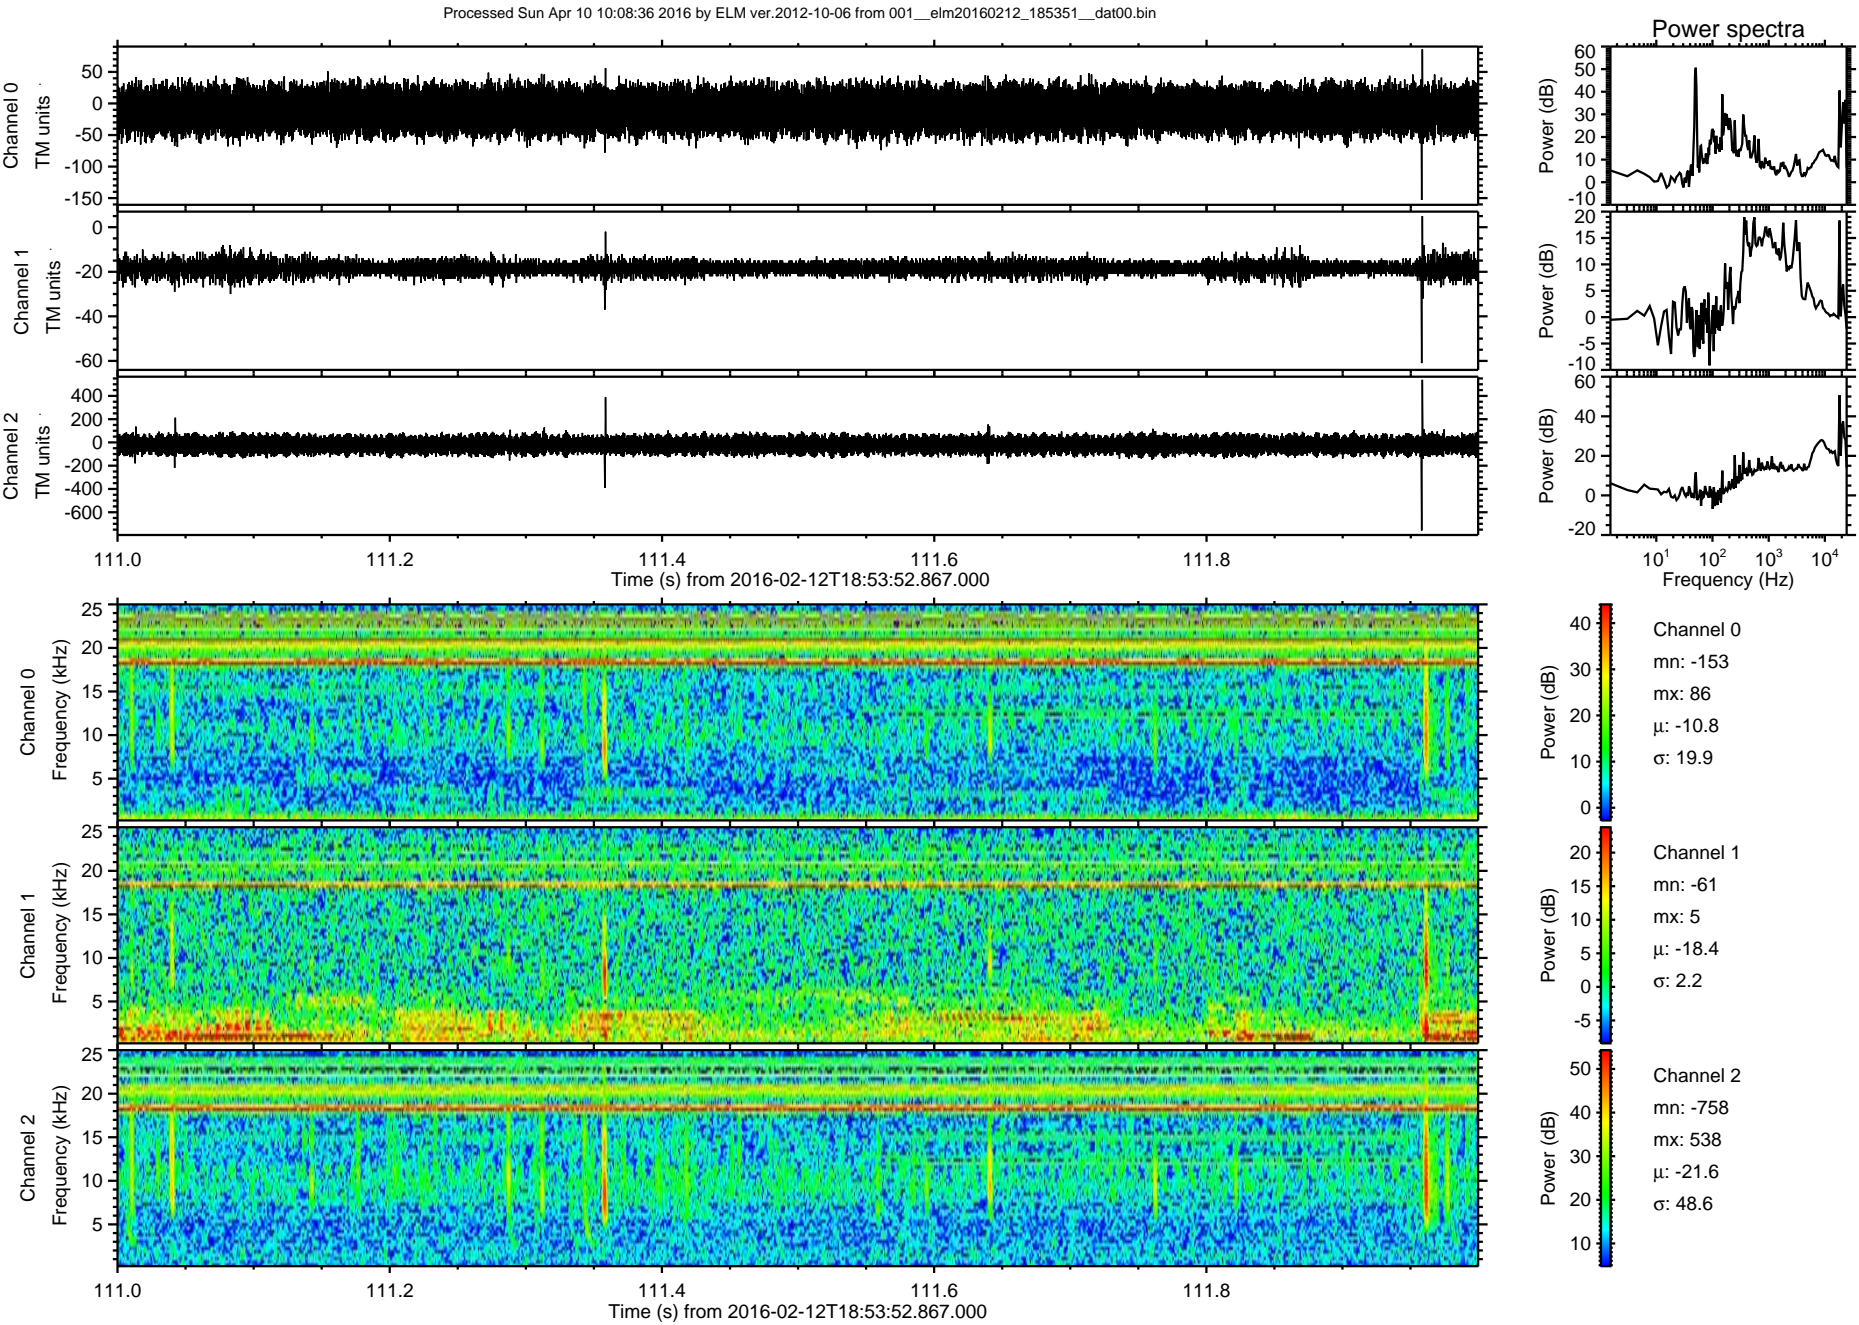 Processed Sun Apr 10 10:08:36 2016 by ELM ver.2012-10-06 from 001__elm20160212_185351__dat00.bin
Power spectra
Channel 0
TM units
50
0
-50
-100
-150
Power (dB)
60
50
40
30
20
10
0
-10
Channel 1
TM units
0
-20
-40
-60
Power (dB)
20
15
10
5
0
-5
-10
Channel 2
TM units
400
200
0
-200
-400
-600
Power (dB)
60
40
20
0
-20
111.0 111.2 111.4 111.6 111.8
Time (s) from 2016-02-12T18:53:52.867.000
10^1 10^2 10^3 10^4
Frequency (Hz)
Channel 0
Frequency (kHz)
25
20
15
10
5
Power (dB)
40
30
20
10
0
Channel 0
mn: -153
mx: 86
μ: -10.8
σ: 19.9
Channel 1
Frequency (kHz)
25
20
15
10
5
Power (dB)
20
15
10
5
0
-5
Channel 1
mn: -61
mx: 5
μ: -18.4
σ: 2.2
Channel 2
Frequency (kHz)
25
20
15
10
5
Power (dB)
50
40
30
20
10
Channel 2
mn: -758
mx: 538
μ: -21.6
σ: 48.6
111.0 111.2 111.4 111.6 111.8
Time (s) from 2016-02-12T18:53:52.867.000